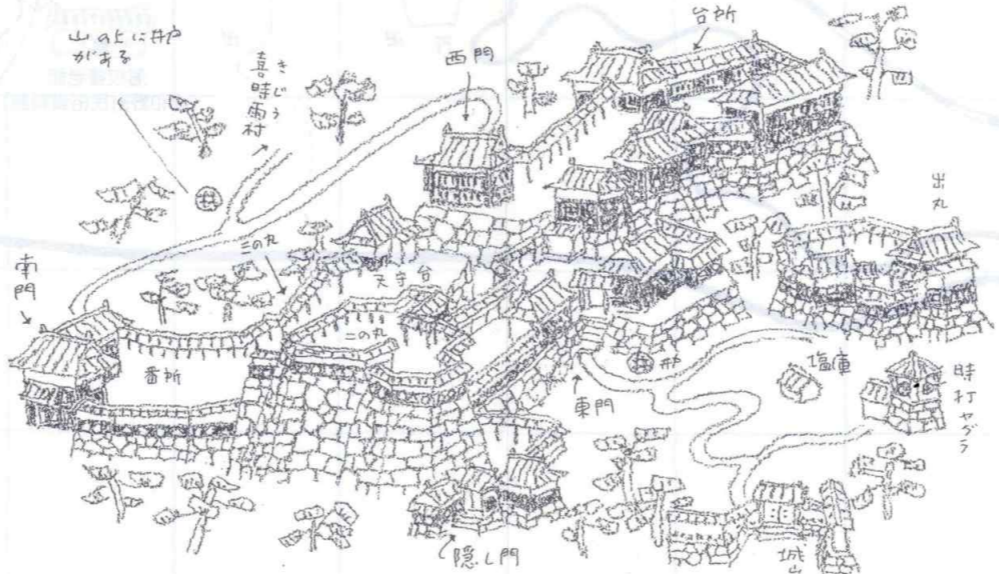 台所
山の上に井戸
がある
きじう
喜時雨村
西門
出丸
南門
三の丸
天守谷
二の丸
番所
井戸
塩庫
東門
時打ヤグラ
隠し門
城山